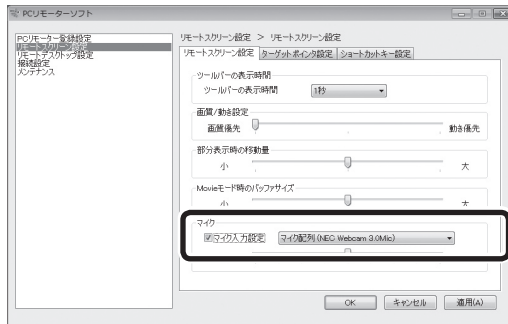 PCリモーターソフト
PCリモーター登録設定
リモートスクリーン設定
リモートデスクトップ設定
接続設定
メンテナンス
リモートスクリーン設定 > リモートスクリーン設定
リモートスクリーン設定 ターゲットポインタ設定 ショートカットキー設定
ツールバーの表示時間
ツールバーの表示時間 1秒
画質/動き設定
画質優先 動き優先
部分表示時の移動量
小 大
Movieモード時のバッファサイズ
小 大
マイク
マイク入力設定 マイク配列 (NEC Webcam 3.0Mic)
OK キャンセル 適用(A)